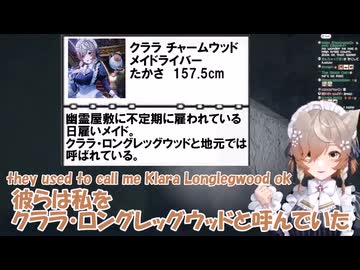 クララ チャームウッド
メイドライバー
たかさ 157.5cm
幽霊屋敷に不定期に雇われている
日雇いメイド。
クララ・ロングレッグウッドと地元では
呼ばれている。
they used to call me Klara Longlegwood ok
彼らは私を
クララ・ロングレッグウッドと呼んでいた